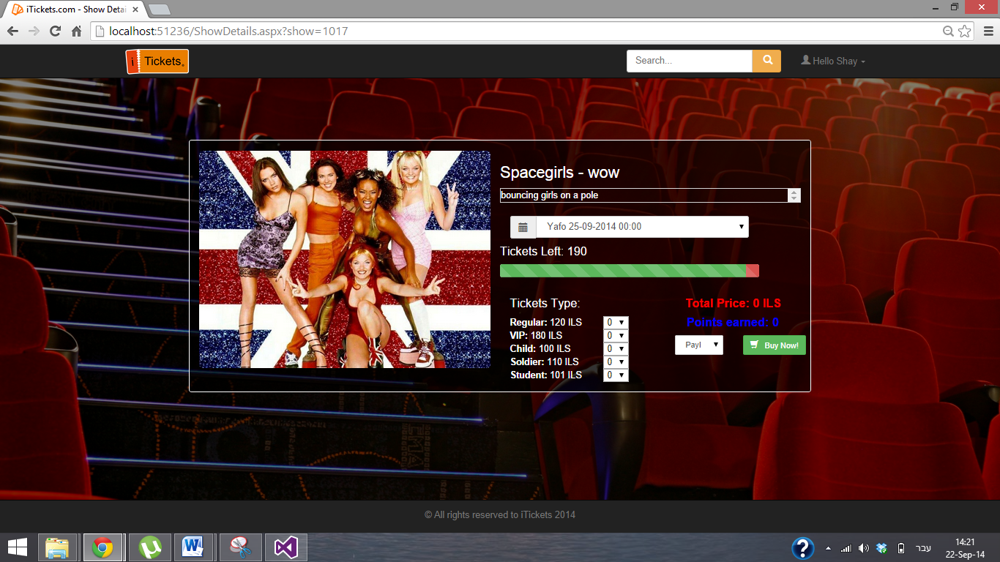 iTickets.com - Show Detai
localhost:51236/ShowDetails.aspx?show=1017
i Tickets
Search...
Hello Shay
Spacegirls - wow
bouncing girls on a pole
Yafo 25-09-2014 00:00
Tickets Left: 190
Tickets Type:
Total Price: 0 ILS
Regular: 120 ILS 0
Points earned: 0
VIP: 180 ILS 0
Child: 100 ILS 0
Payl
Buy Now!
Soldier: 110 ILS 0
Student: 101 ILS 0
© All rights reserved to iTickets 2014
עבר
14:21
22-Sep-14